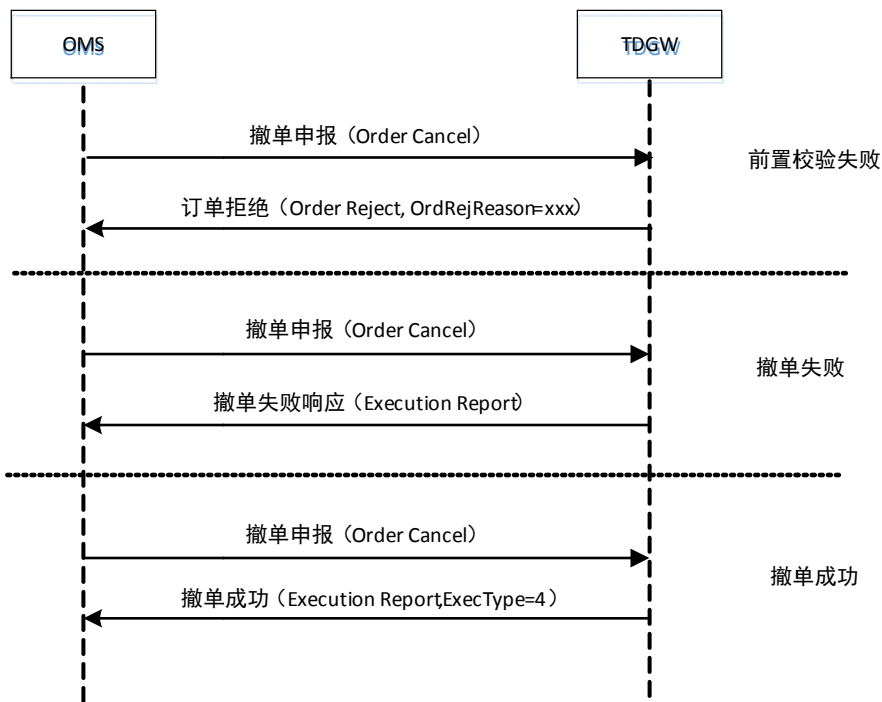 OMS
TDGW
撤单申报（Order Cancel）
前置校验失败
订单拒绝（Order Reject, OrdRejReason=xxx）
撤单申报（Order Cancel）
撤单失败
撤单失败响应（Execution Report）
撤单申报（Order Cancel）
撤单成功
撤单成功（Execution Report,ExecType=4）